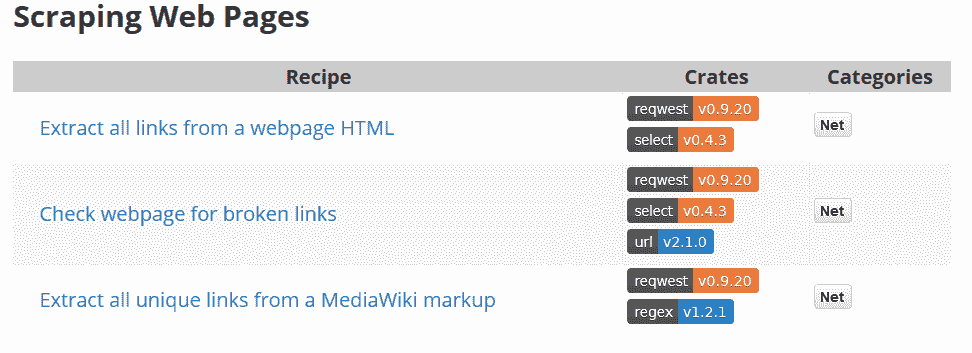 Scraping Web Pages
Recipe Crates Categories
Extract all links from a webpage HTML reqwest v0.9.20 Net
select v0.4.3
Check webpage for broken links reqwest v0.9.20 Net
select v0.4.3
url v2.1.0
Extract all unique links from a MediaWiki markup reqwest v0.9.20 Net
regex v1.2.1